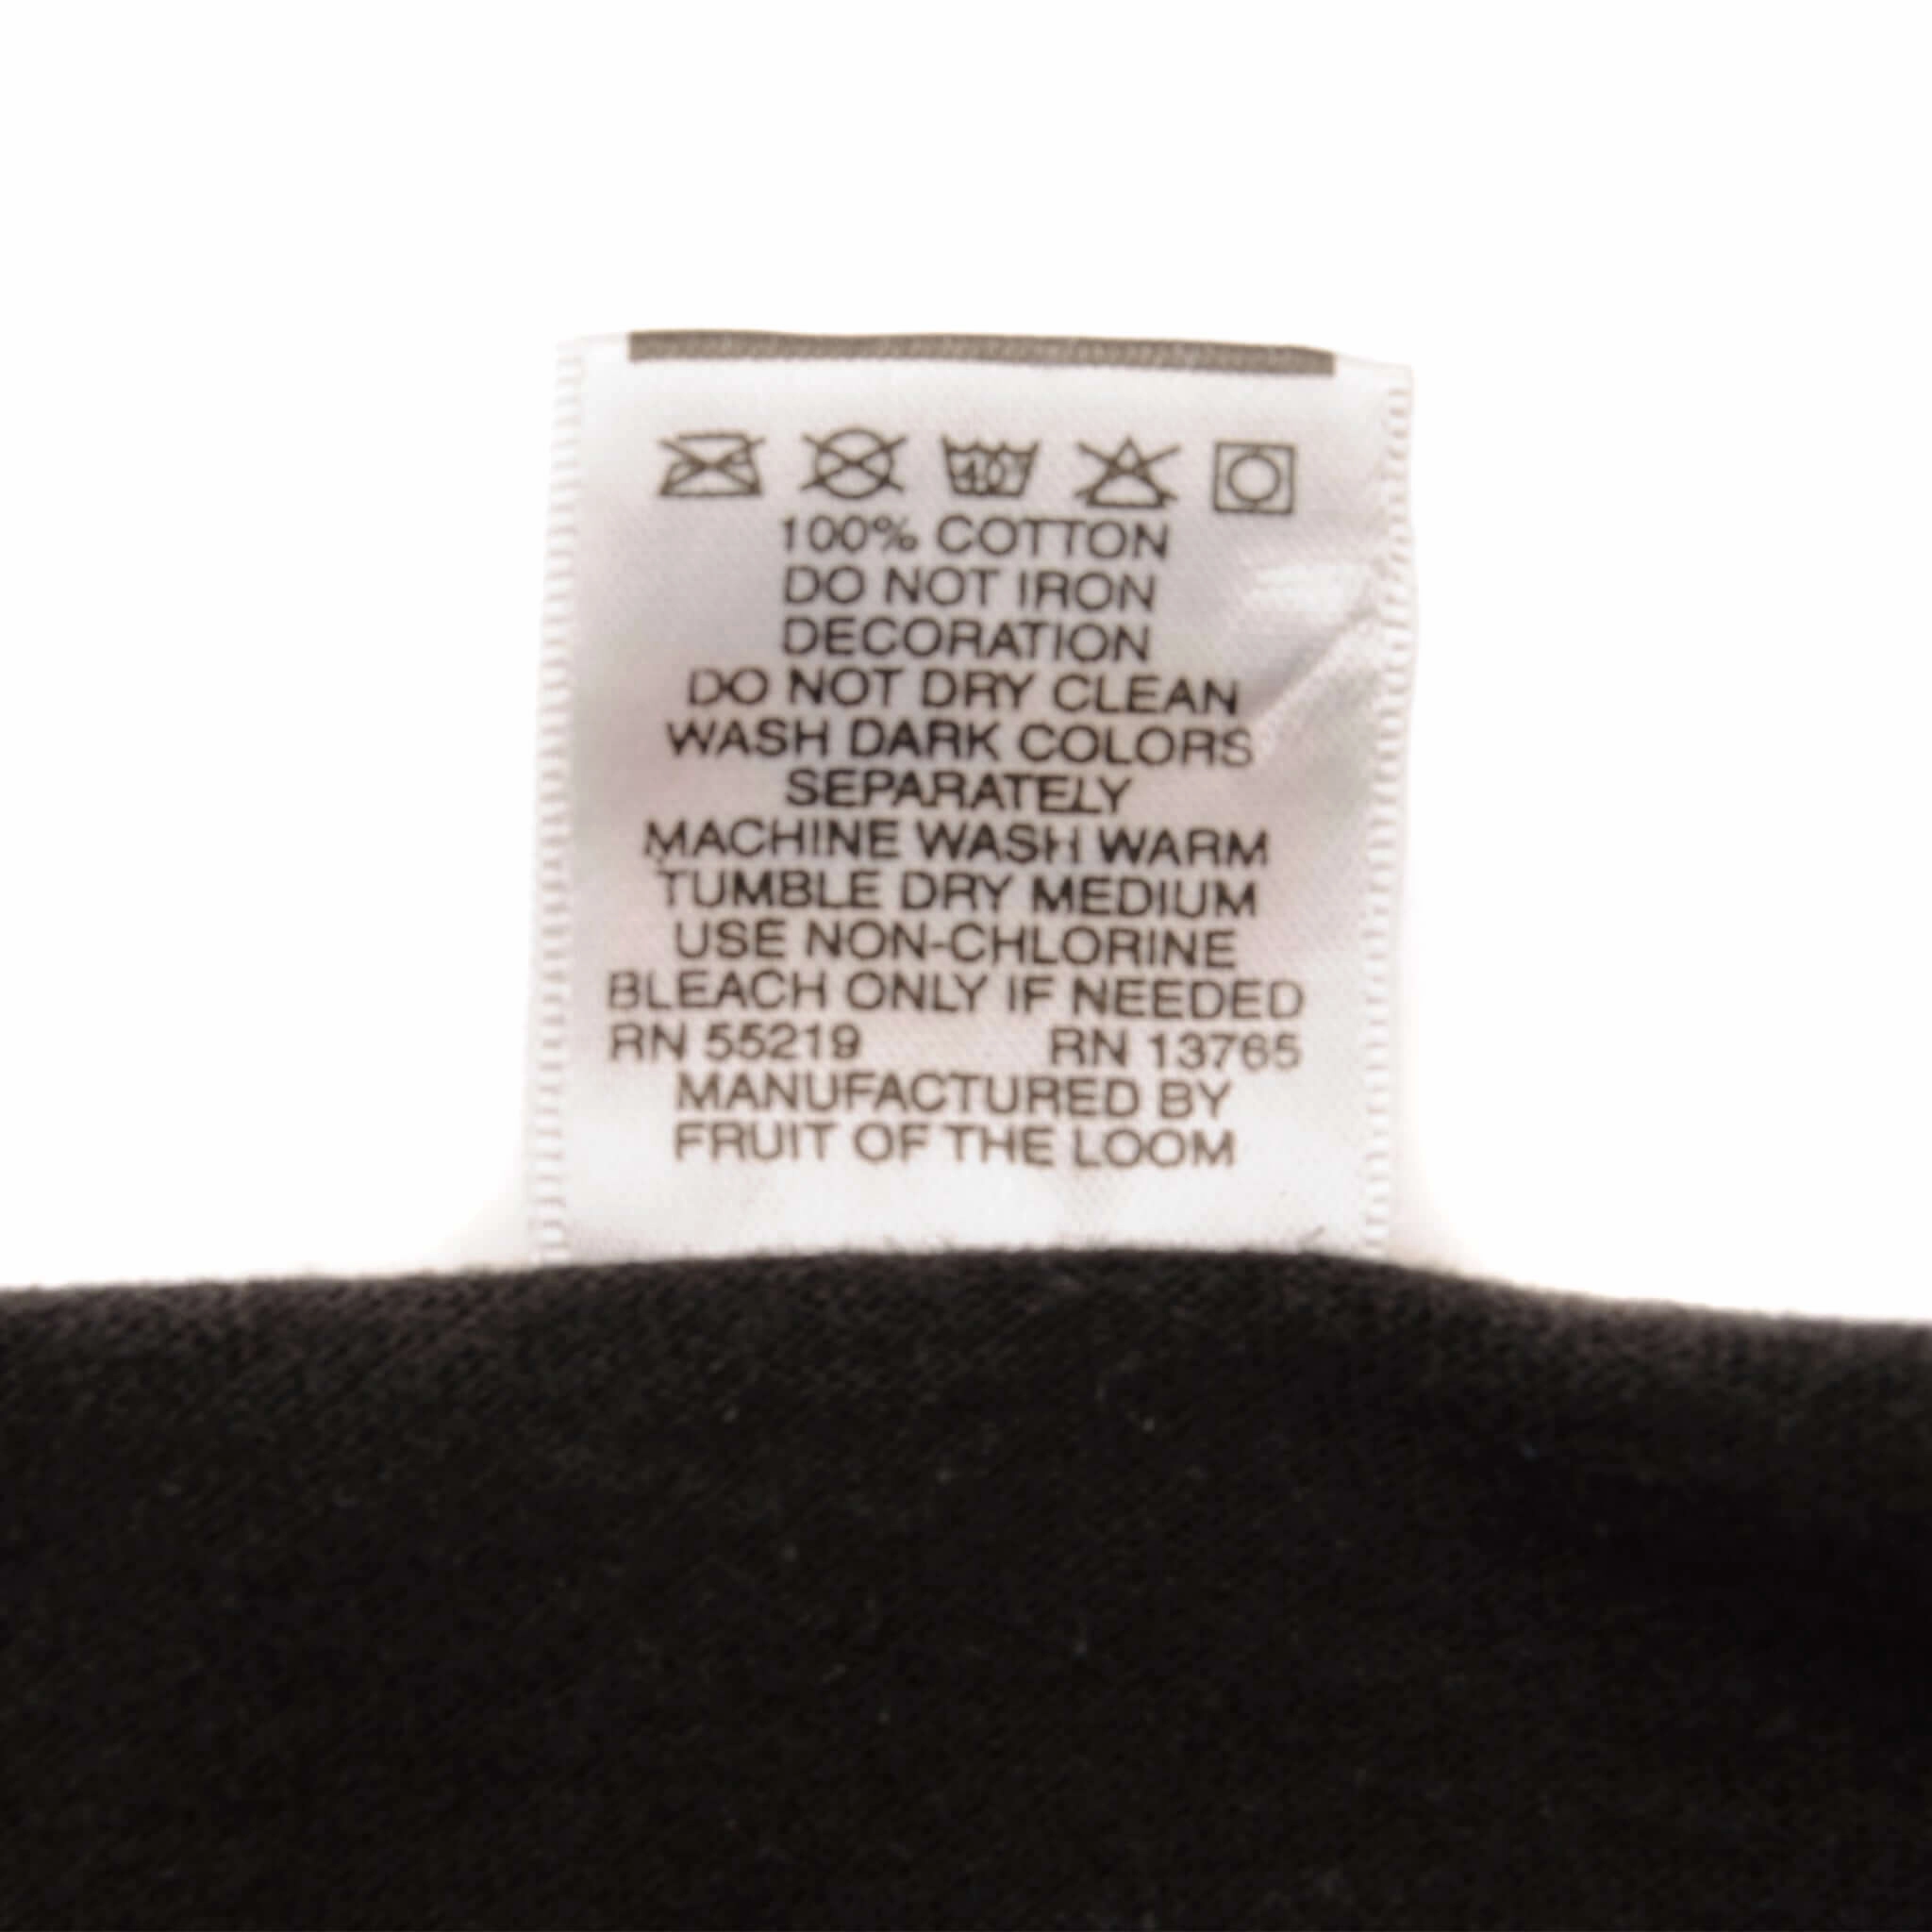 40°
100% COTTON
DO NOT IRON
DECORATION
DO NOT DRY CLEAN
WASH DARK COLORS
SEPARATELY
MACHINE WASH WARM
TUMBLE DRY MEDIUM
USE NON-CHLORINE
BLEACH ONLY IF NEEDED
RN 55219 RN 13765
MANUFACTURED BY
FRUIT OF THE LOOM